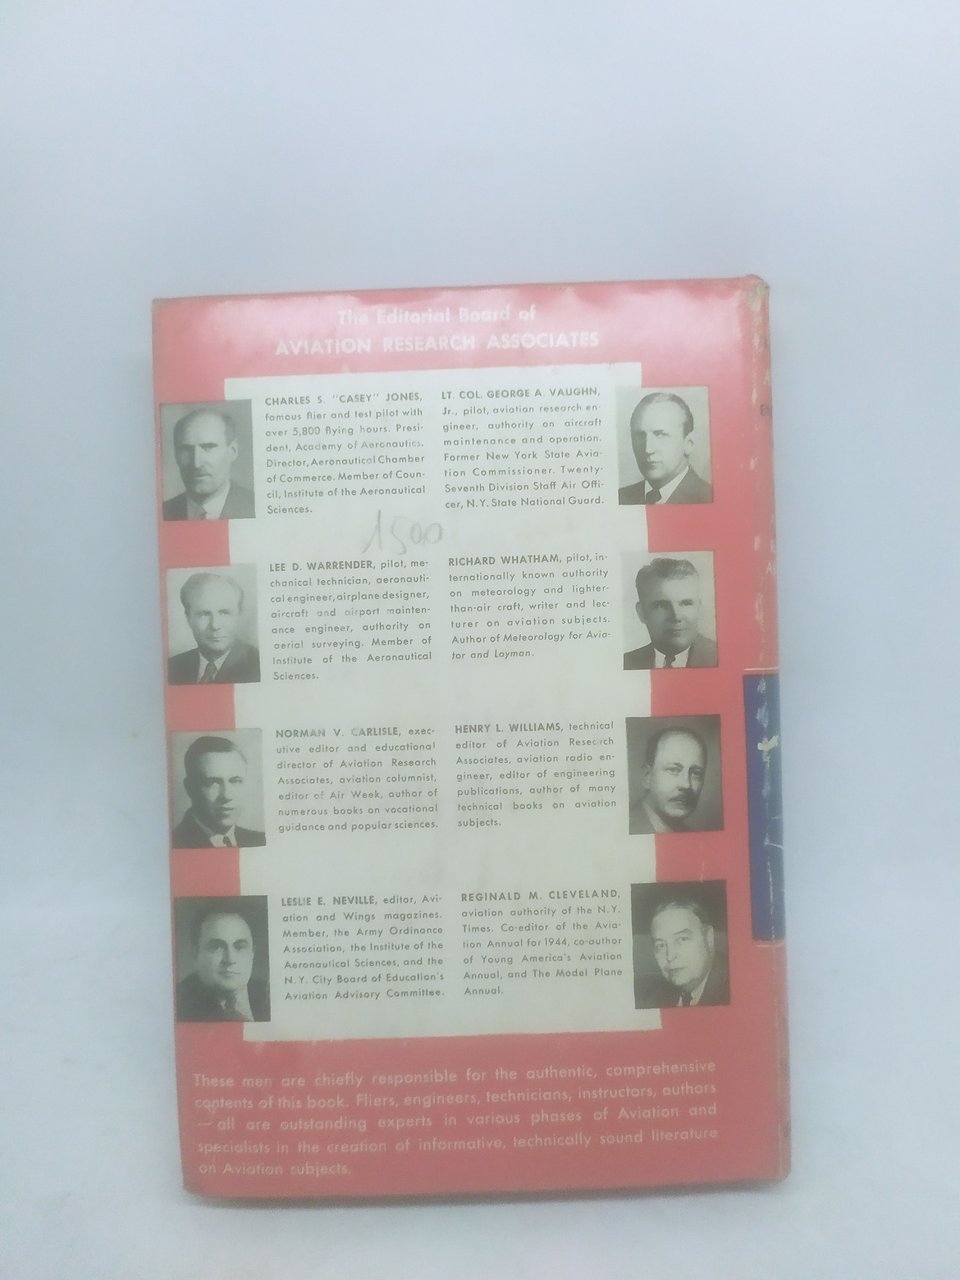 The Editorial Board of
AVIATION RESEARCH ASSOCIATES
CHARLES S. "CASEY" JONES,
famous flier and test pilot with
over 5,800 flying hours. Presi-
dent, Academy of Aeronautics.
Director, Aeronautical Chamber
of Commerce. Member of Coun-
cil, Institute of the Aeronautical
Sciences.
LT. COL. GEORGE A. VAUGHN,
Jr., pilot, aviation research en-
gineer, authority on aircraft
maintenance and operation.
Former New York State Avia-
tion Commissioner. Twenty-
Seventh Division Staff Air Offi-
cer, N.Y. State National Guard.
1500
LEE D. WARRENDER, pilot, me-
chanical technician, aeronauti-
cal engineer, airplane designer,
aircraft and airport mainten-
ance engineer, authority on
aerial surveying. Member of
Institute of the Aeronautical
Sciences.
RICHARD WHATHAM, pilot, in-
ternationally known authority
on meteorology and lighter-
than-air craft, writer and lec-
turer on aviation subjects.
Author of Meteorology for Avia-
tor and Layman.
NORMAN V. CARLISLE, exec-
utive editor and educational
director of Aviation Research
Associates, aviation columnist,
editor of Air Week, author of
numerous books on vocational
guidance and popular sciences.
HENRY L. WILLIAMS, technical
editor of Aviation Research
Associates, aviation radio en-
gineer, editor of engineering
publications, author of many
technical books on aviation
subjects.
LESLIE E. NEVILLE, editor, Avi-
ation and Wings magazines.
Member, the Army Ordnance
Association, the Institute of the
Aeronautical Sciences, and the
N.Y. City Board of Education's
Aviation Advisory Committee.
REGINALD M. CLEVELAND,
aviation authority of the N.Y.
Times. Co-editor of the Avia-
tion Annual for 1944, co-author
of Young America's Aviation
Annual, and The Model Plane
Annual.
These men are chiefly responsible for the authentic, comprehensive
contents of this book. Fliers, engineers, technicians, instructors, authors
—all are outstanding experts in various phases of Aviation and
specialists in the creation of informative, technically sound literature
on Aviation subjects.